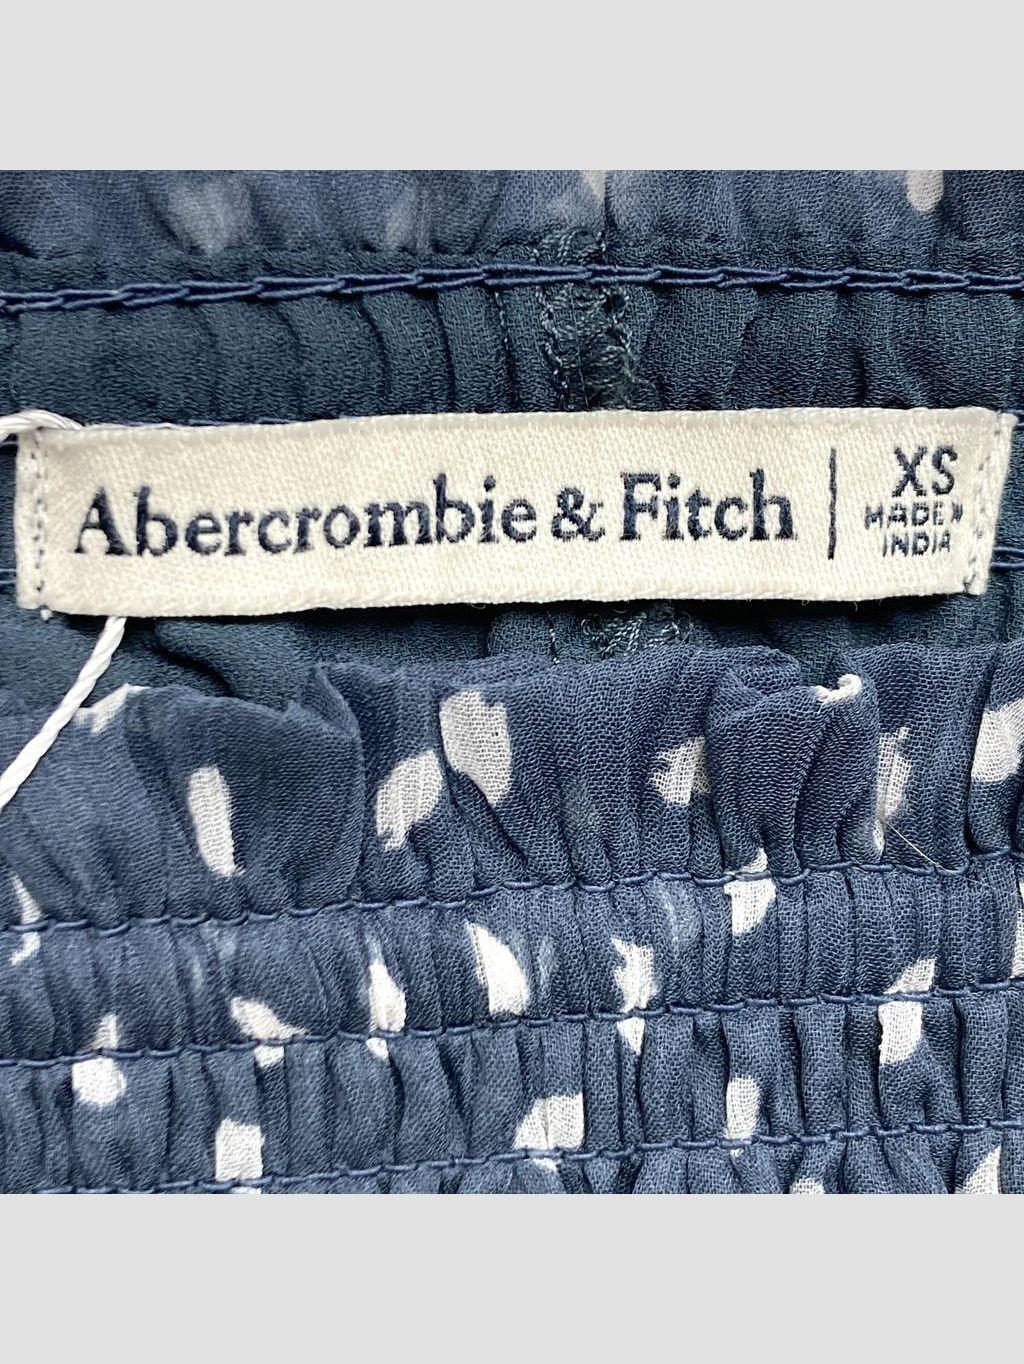 Abercrombie & Fitch
XS
MADE IN
INDIA